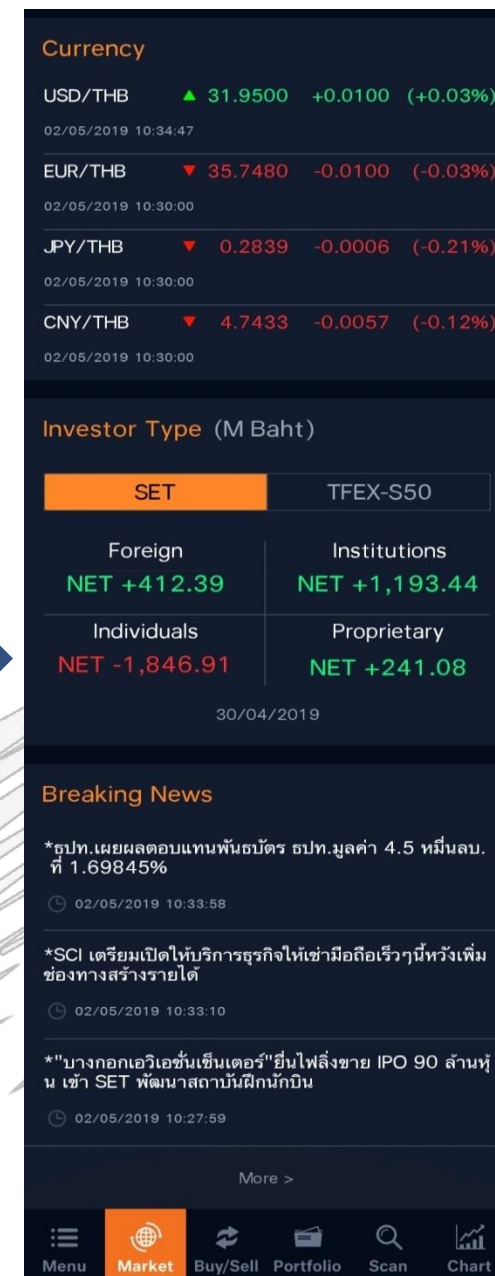 Currency
USD/THB ▲ 31.9500 +0.0100 (+0.03%)
02/05/2019 10:34:47
EUR/THB ▼ 35.7480 -0.0100 (-0.03%)
02/05/2019 10:30:00
JPY/THB ▼ 0.2839 -0.0006 (-0.21%)
02/05/2019 10:30:00
CNY/THB ▼ 4.7433 -0.0057 (-0.12%)
02/05/2019 10:30:00
Investor Type (M Baht)
SET TFEX-S50
Foreign Institutions
NET +412.39 NET +1,193.44
Individuals Proprietary
NET -1,846.91 NET +241.08
30/04/2019
Breaking News
*ธปท.เผยผลตอบแทนพันธบัตร ธปท.มูลค่า 4.5 หมื่นลบ.
ที่ 1.69845%
02/05/2019 10:33:58
*SCI เตรียมเปิดให้บริการธุรกิจให้เช่ามือถือเร็วๆนี้หวังเพิ่ม
ช่องทางสร้างรายได้
02/05/2019 10:33:10
*"บางกอกเอวิเอชั่นเซ็นเตอร์"ยื่นไฟลิ่งขาย IPO 90 ล้านหุ้
น เข้า SET พัฒนาสถาบันฝึกนักบิน
02/05/2019 10:27:59
More >
Menu Market Buy/Sell Portfolio Scan Chart